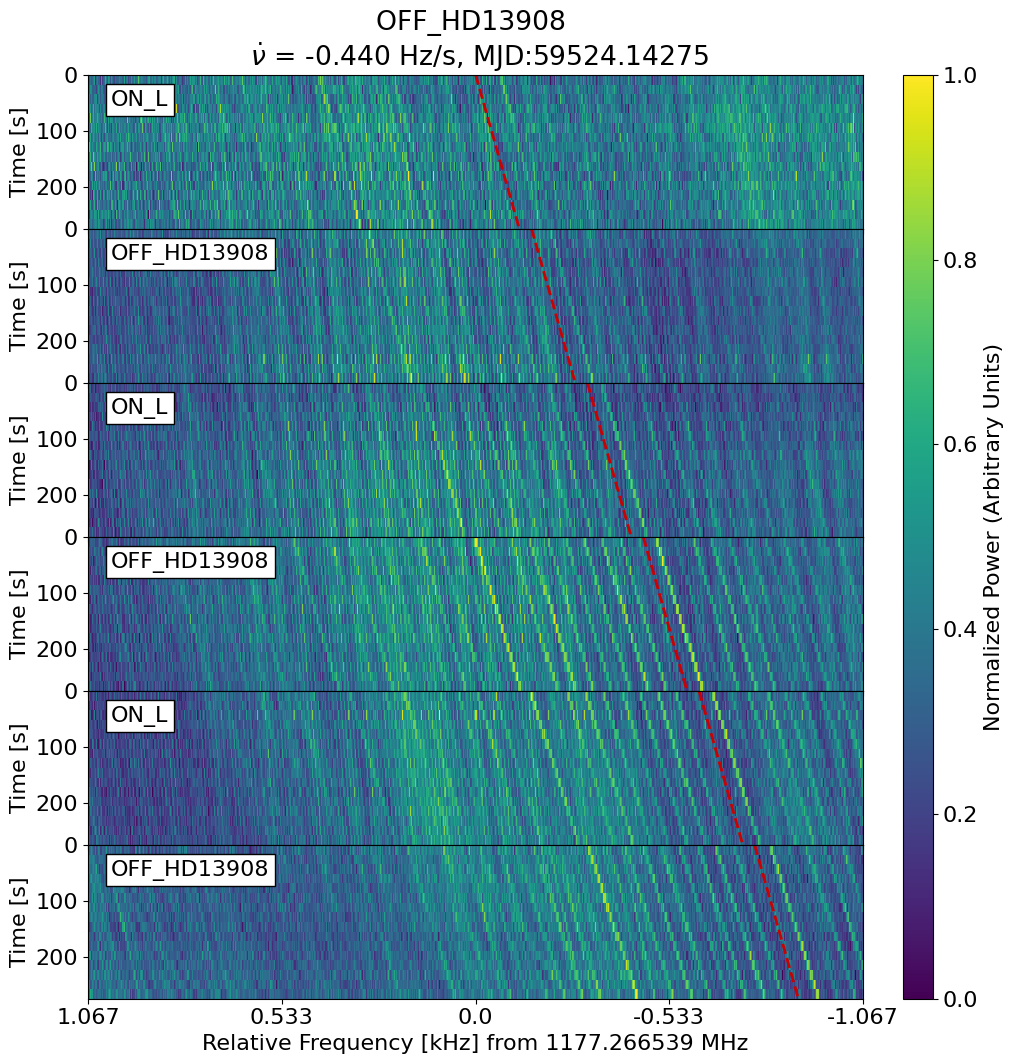 OFF_HD13908
ν̇ = -0.440 Hz/s, MJD:59524.14275
0
ON_L
100
200
Time [s]
0
OFF_HD13908
100
200
Time [s]
0
ON_L
100
200
Time [s]
0
OFF_HD13908
100
200
Time [s]
0
ON_L
100
200
Time [s]
0
OFF_HD13908
100
200
Time [s]
1.067 0.533 0.0 -0.533 -1.067
Relative Frequency [kHz] from 1177.266539 MHz
1.0
0.8
0.6
0.4
0.2
0.0
Normalized Power (Arbitrary Units)